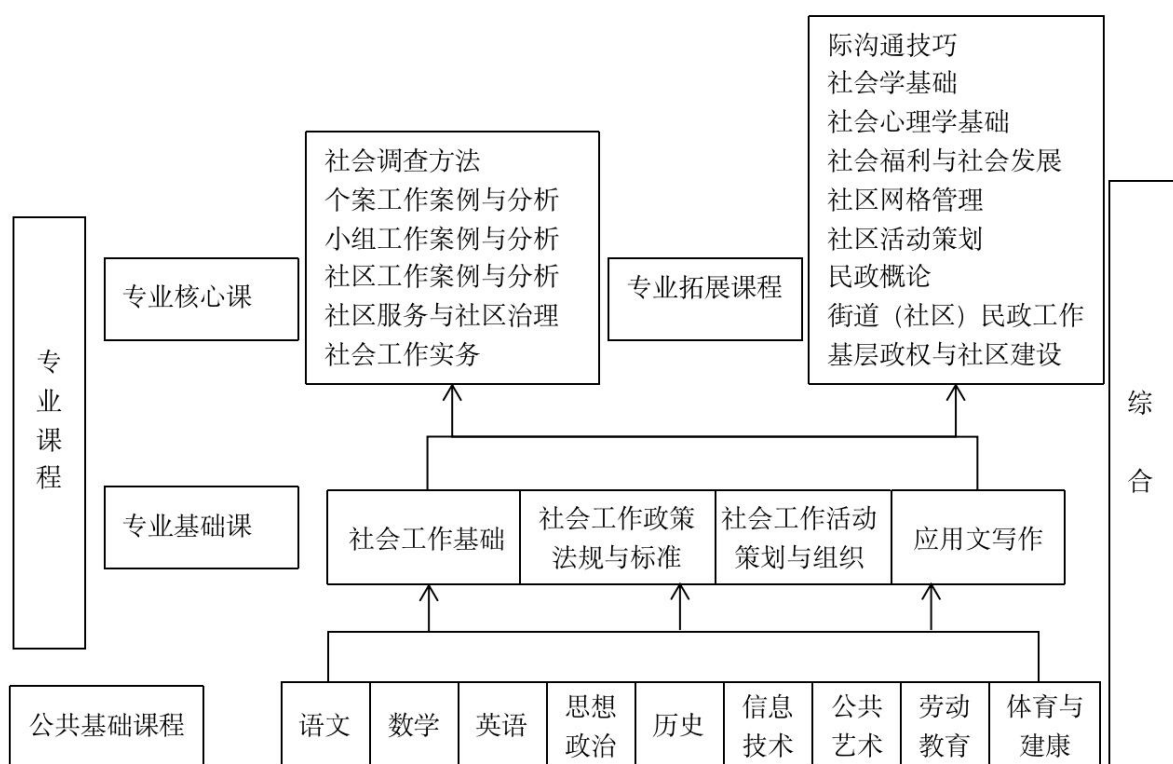 际沟通技巧
社会学基础
社会心理学基础
社会福利与社会发展
社区网格管理
社区活动策划
民政概论
街道（社区）民政工作
基层政权与社区建设
社会调查方法
个案工作案例与分析
小组工作案例与分析
社区工作案例与分析
社区服务与社区治理
社会工作实务
专业核心课
专业拓展课程
专业课程
综合
专业基础课
社会工作基础
社会工作政策
法规与标准
社会工作活动
策划与组织
应用文写作
公共基础课程
语文
数学
英语
思想
政治
历史
信息
技术
公共
艺术
劳动
教育
体育与
建康